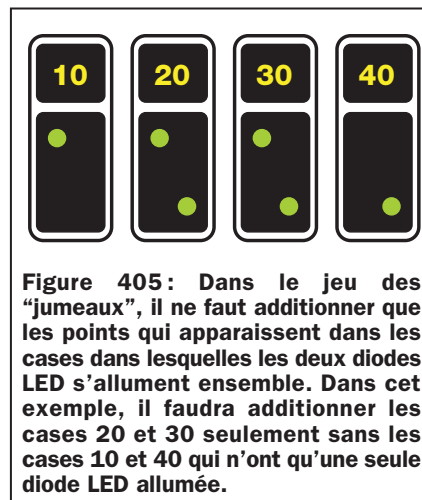 10 20 30 40
Figure 405: Dans le jeu des
“jumeaux”, il ne faut additionner que
les points qui apparaissent dans les
cases dans lesquelles les deux diodes
LED s’allument ensemble. Dans cet
exemple, il faudra additionner les
cases 20 et 30 seulement sans les
cases 10 et 40 qui n’ont qu’une seule
diode LED allumée.